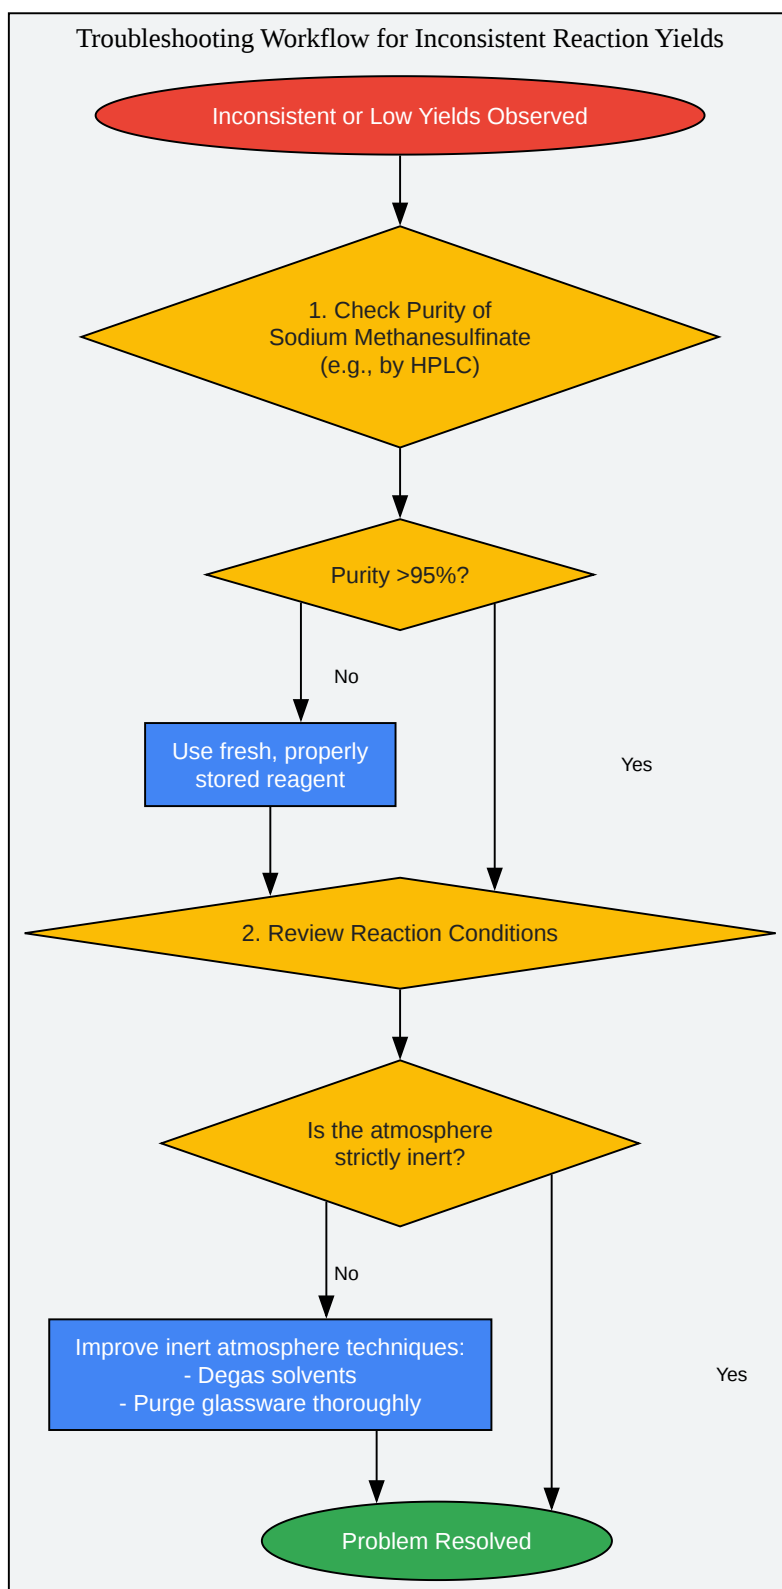 Troubleshooting Workflow for Inconsistent Reaction Yields
Inconsistent or Low Yields Observed
1. Check Purity of
Sodium Methanesulfinate
(e.g., by HPLC)
Purity >95%?
No
Yes
Use fresh, properly
stored reagent
2. Review Reaction Conditions
Is the atmosphere
strictly inert?
No
Improve inert atmosphere techniques:
- Degas solvents
- Purge glassware thoroughly
Yes
Problem Resolved